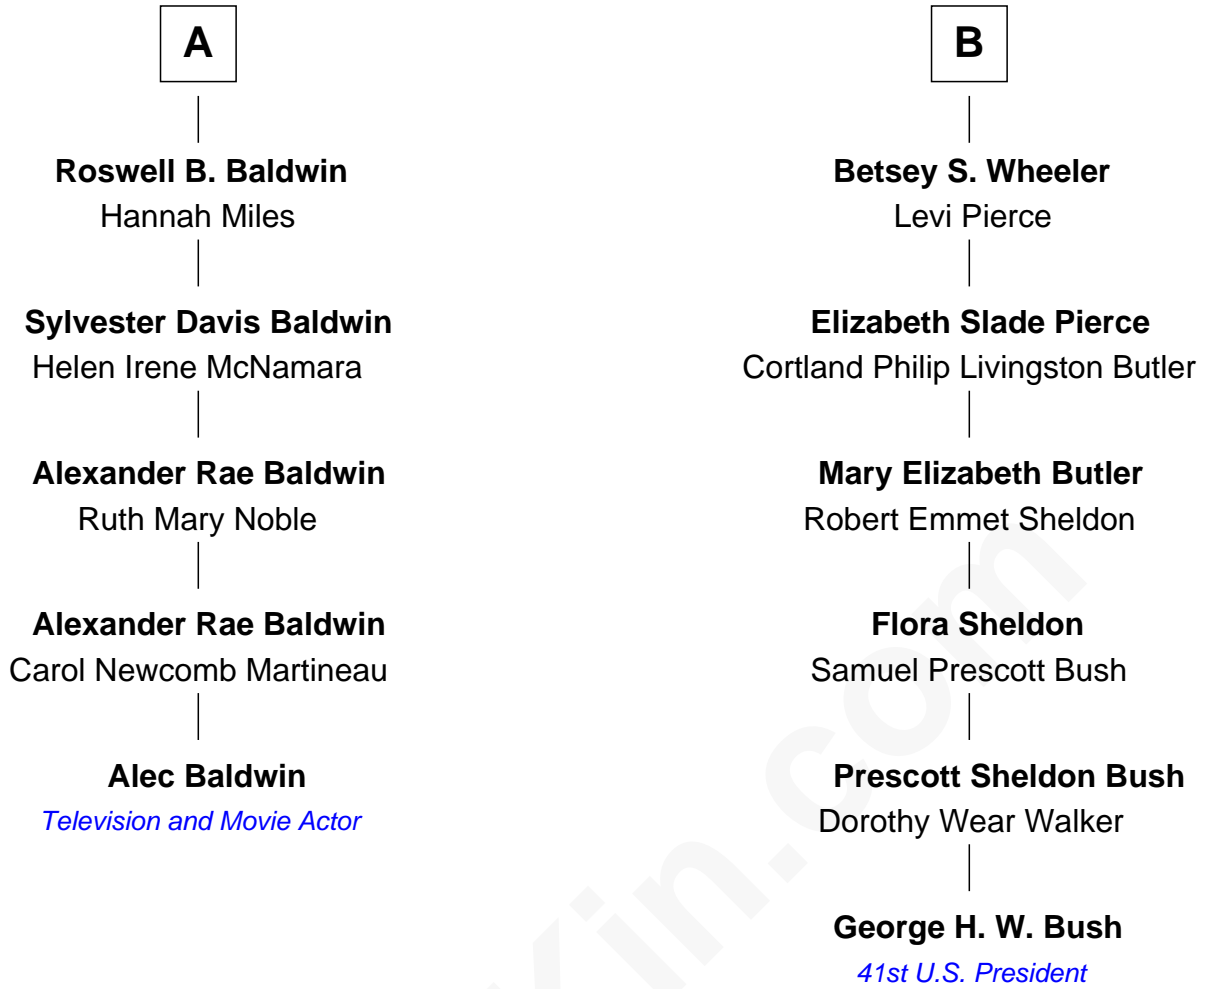 A
Roswell B. Baldwin
Hannah Miles
Sylvester Davis Baldwin
Helen Irene McNamara
Alexander Rae Baldwin
Ruth Mary Noble
Alexander Rae Baldwin
Carol Newcomb Martineau
Alec Baldwin
Television and Movie Actor
B
Betsey S. Wheeler
Levi Pierce
Elizabeth Slade Pierce
Cortland Philip Livingston Butler
Mary Elizabeth Butler
Robert Emmet Sheldon
Flora Sheldon
Samuel Prescott Bush
Prescott Sheldon Bush
Dorothy Wear Walker
George H. W. Bush
41st U.S. President
Kin.com